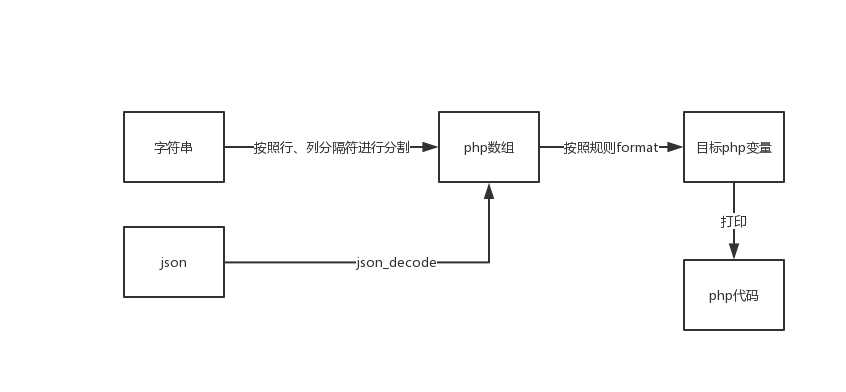 字符串
按照行、列分隔符进行分割
php数组
按照规则format
目标php变量
打印
json
json_decode
php代码